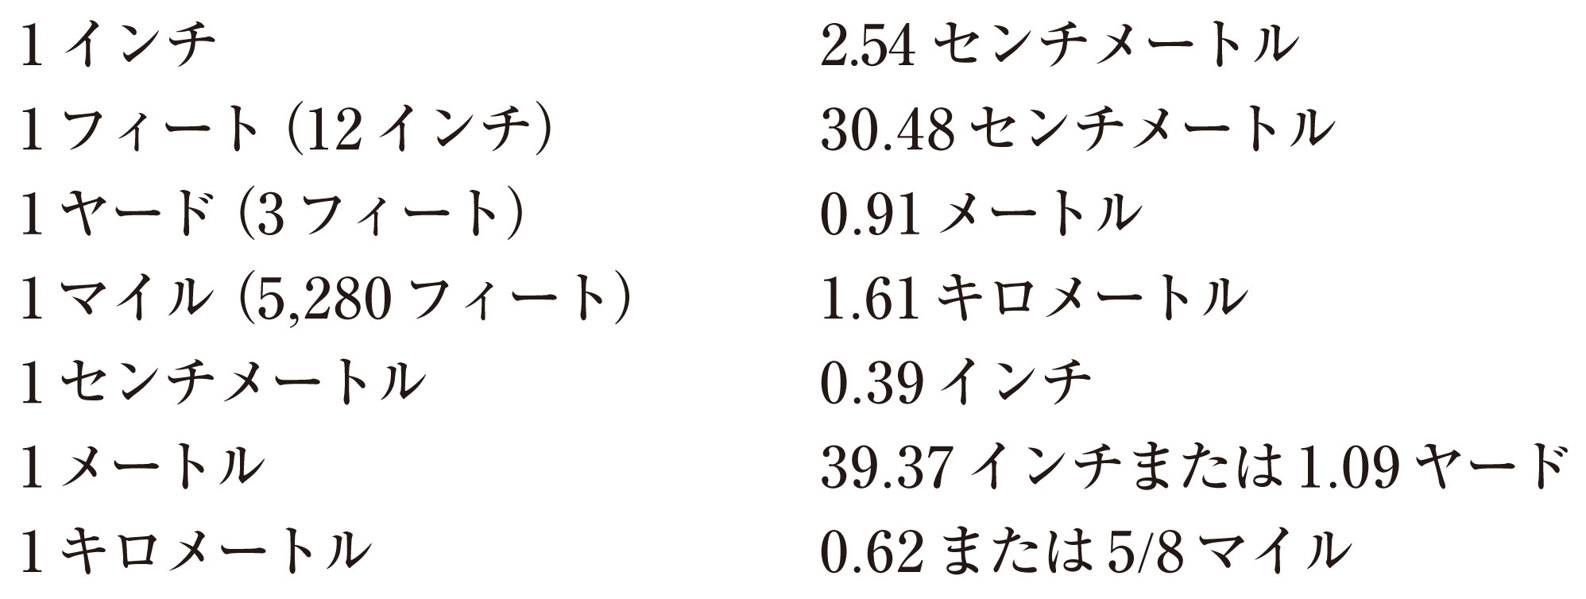 1 インチ 2.54 センチメートル
1 フィート (12 インチ) 30.48 センチメートル
1 ヤード (3 フィート) 0.91 メートル
1 マイル (5,280 フィート) 1.61 キロメートル
1 センチメートル 0.39 インチ
1 メートル 39.37 インチまたは 1.09 ヤード
1 キロメートル 0.62 または 5/8 マイル